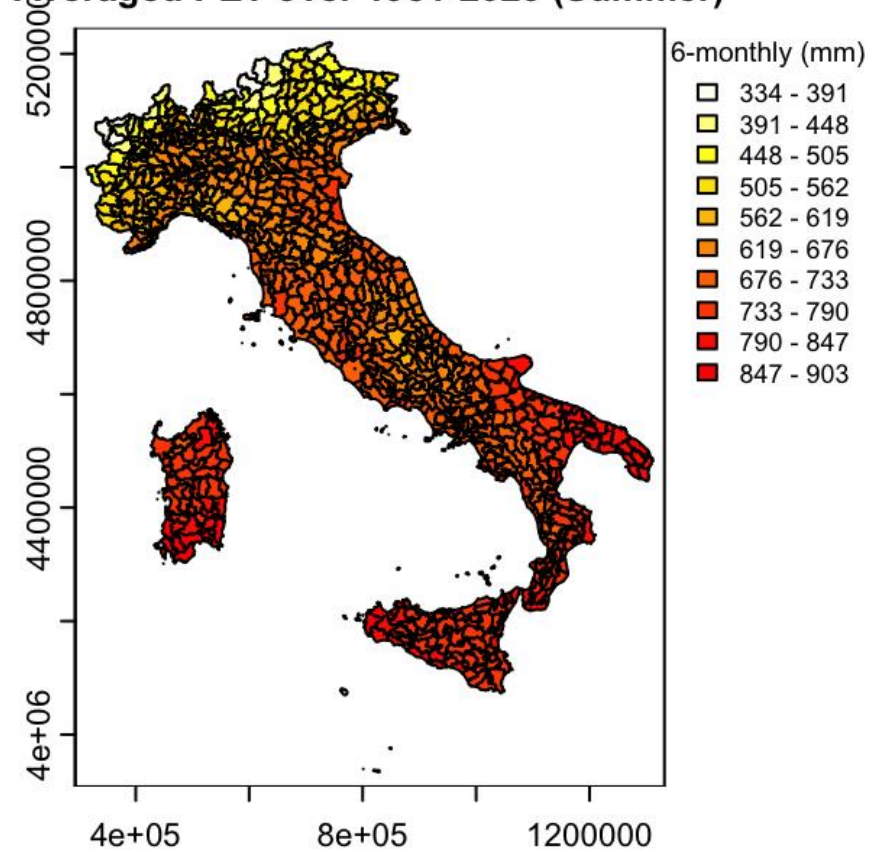 (Summer)
6-monthly (mm)
334 - 391
391 - 448
448 - 505
505 - 562
562 - 619
619 - 676
676 - 733
733 - 790
790 - 847
847 - 903
5200000
4800000
4400000
4e+06
4e+05
8e+05
1200000